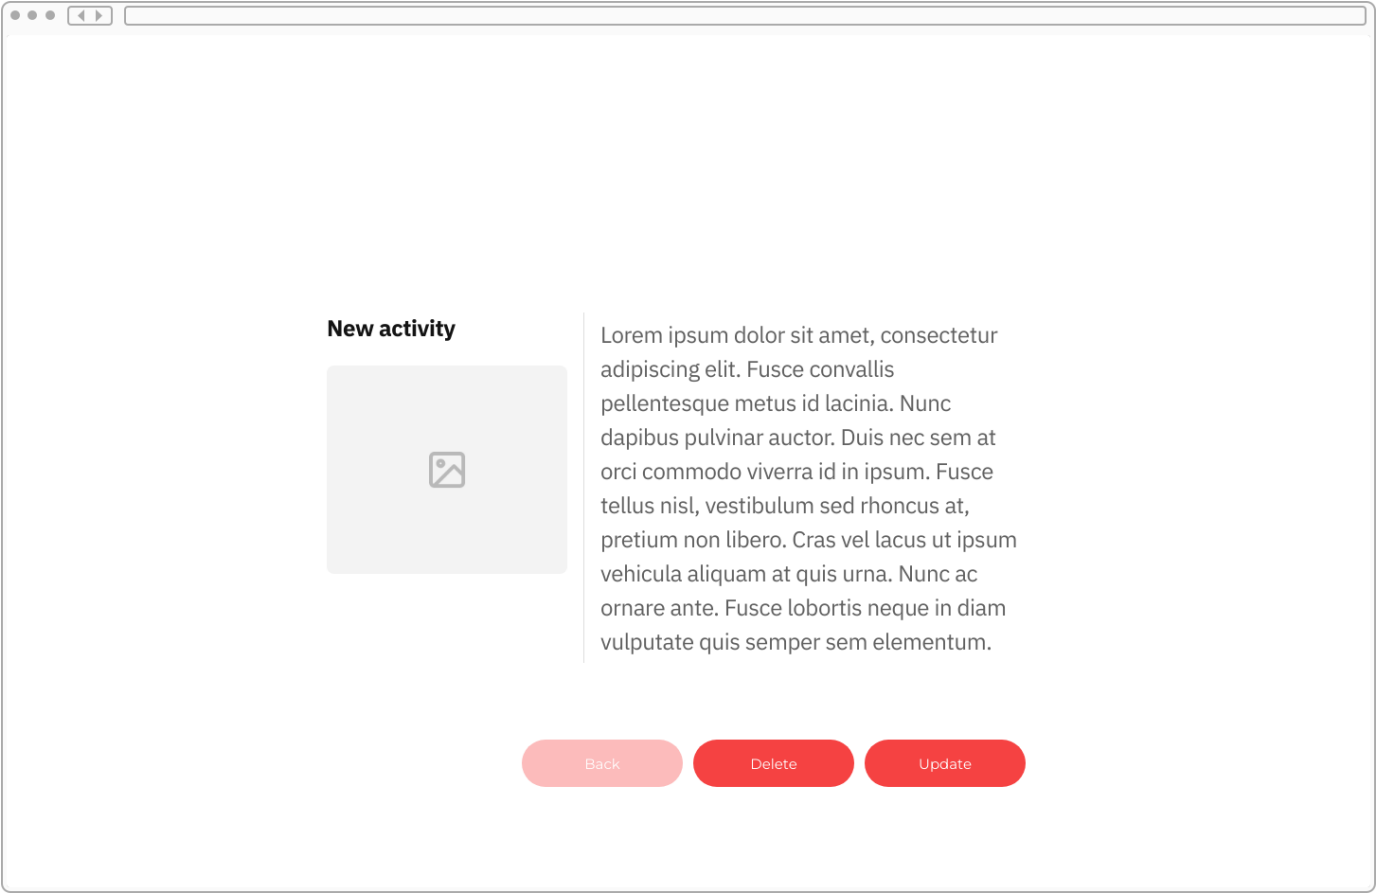 New activity
Lorem ipsum dolor sit amet, consectetur
adipiscing elit. Fusce convallis
pellentesque metus id lacinia. Nunc
dapibus pulvinar auctor. Duis nec sem at
orci commodo viverra id in ipsum. Fusce
tellus nisl, vestibulum sed rhoncus at,
pretium non libero. Cras vel lacus ut ipsum
vehicula aliquam at quis urna. Nunc ac
ornare ante. Fusce lobortis neque in diam
vulputate quis semper sem elementum.
Back
Delete
Update